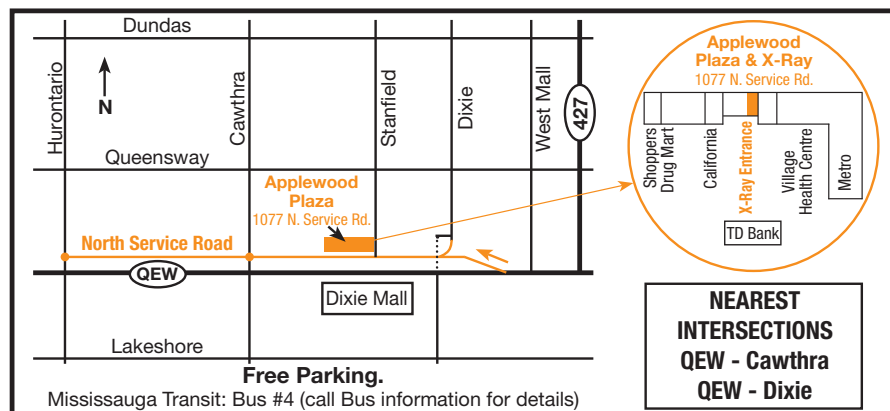 Dundas
Hurontario
N
Cawthra
Stanfield
Dixie
West Mall
427
Queensway
Applewood
Plaza
1077 N. Service Rd.
North Service Road
QEW
Dixie Mall
Lakeshore
Free Parking.
Mississauga Transit: Bus #4 (call Bus information for details)
Applewood
Plaza & X-Ray
1077 N. Service Rd.
Shoppers
Drug Mart
California
X-Ray Entrance
Village
Health Centre
Metro
TD Bank
NEAREST
INTERSECTIONS
QEW - Cawthra
QEW - Dixie